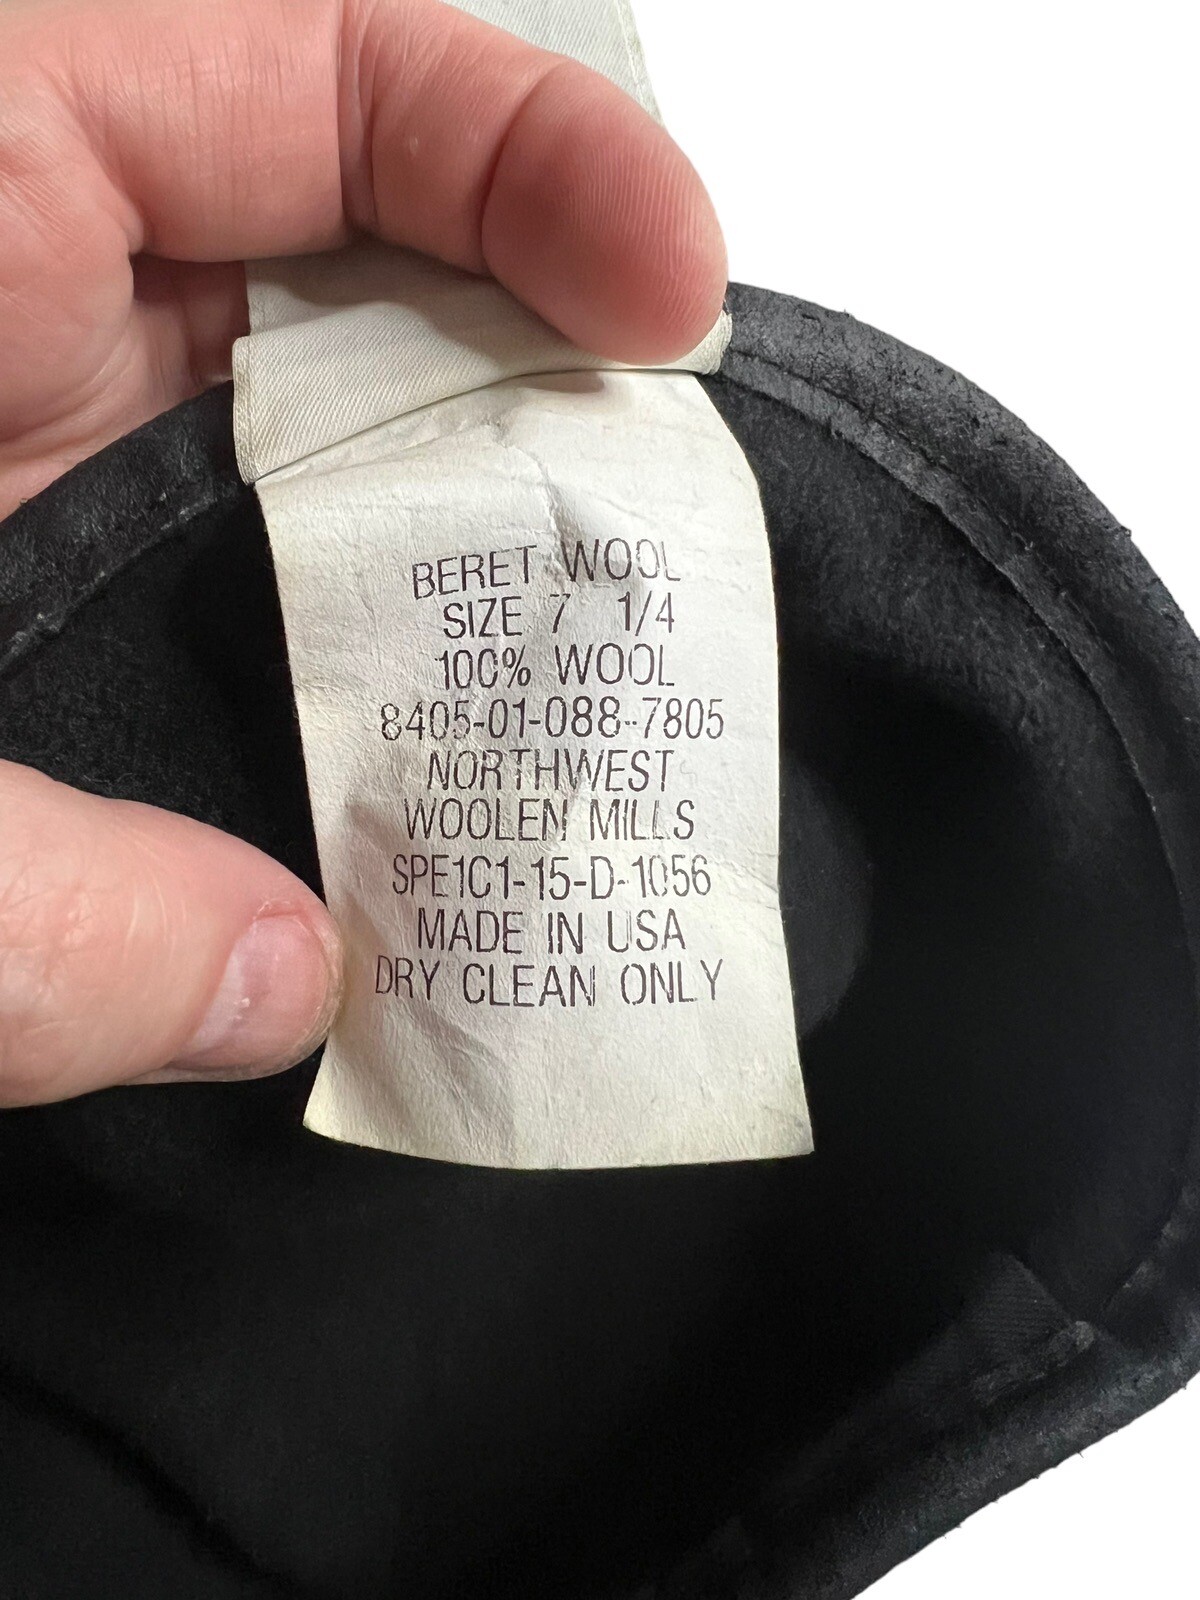 BERET WOOL
SIZE 7 1/4
100% WOOL
8405-01-088-7805
NORTHWEST
WOOLEN MILLS
SPE1C1-15-D-1056
MADE IN USA
DRY CLEAN ONLY